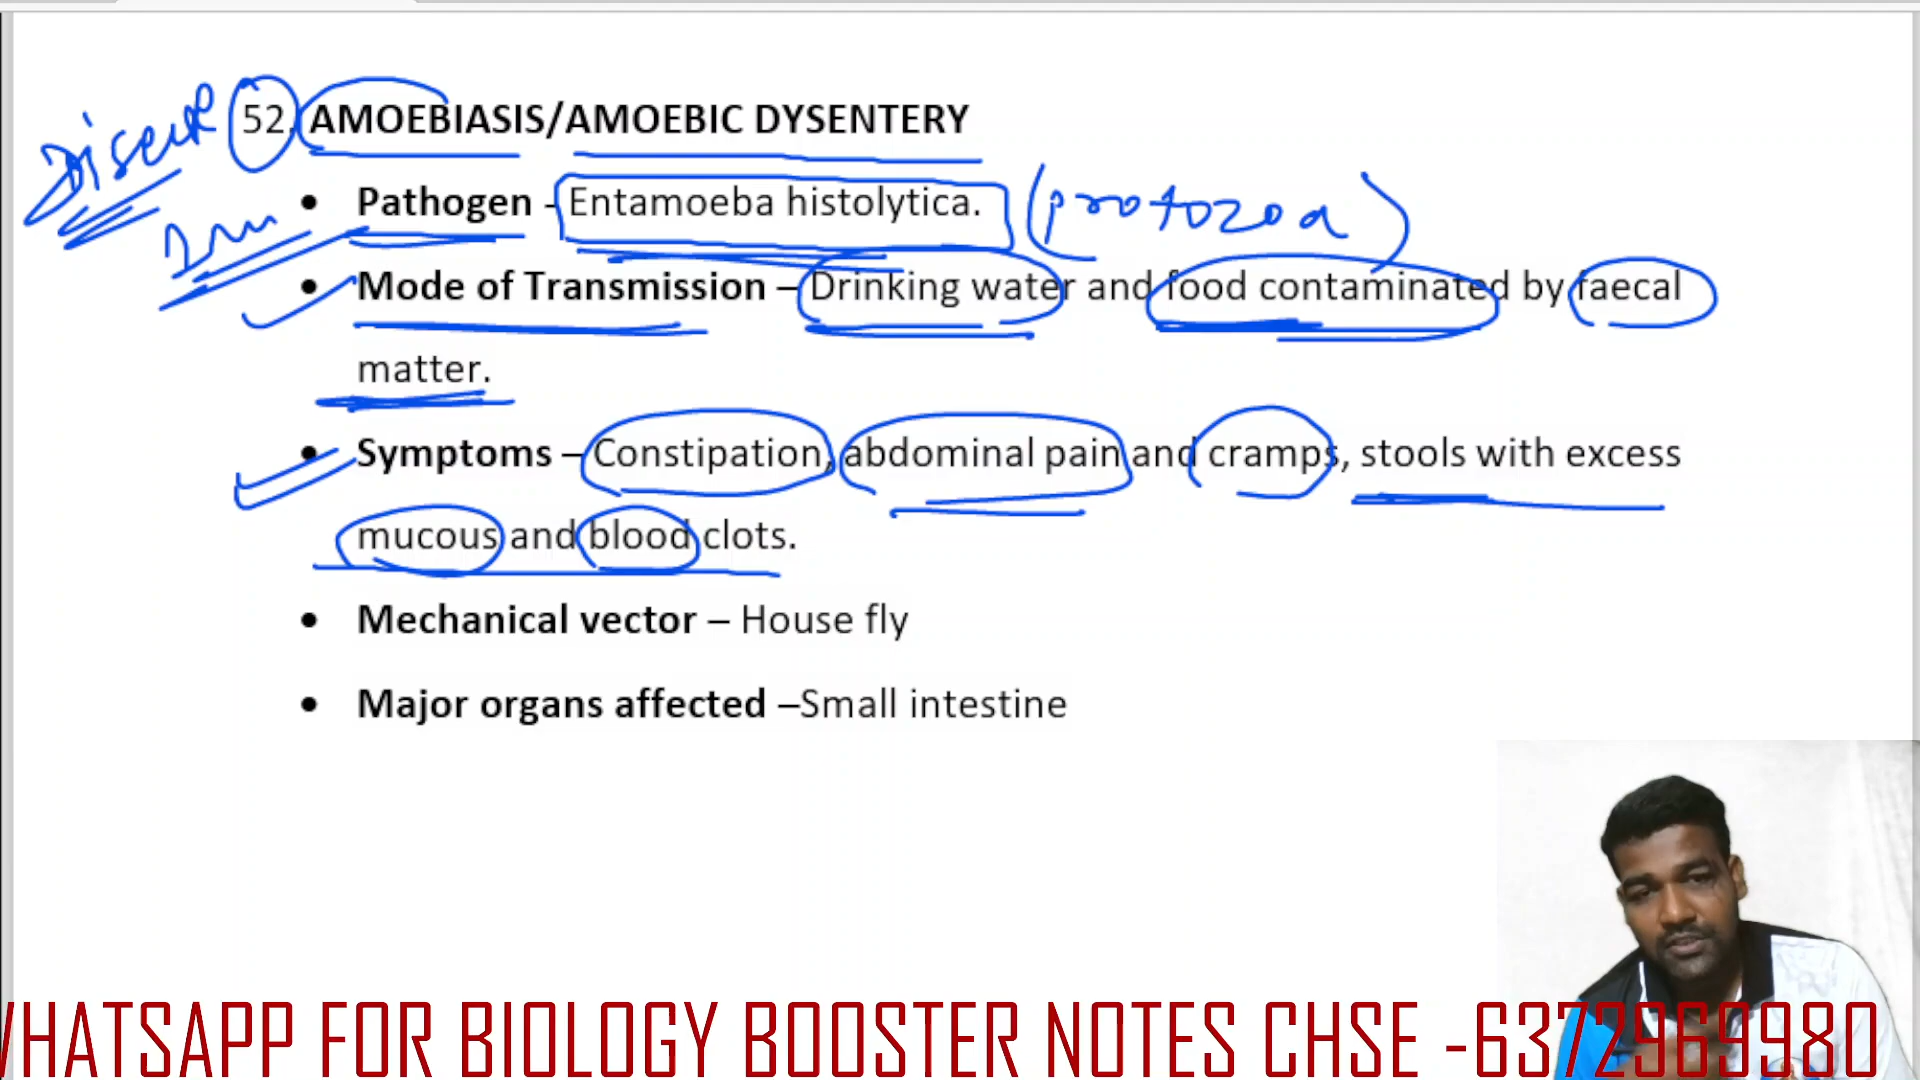 Disease 52. AMOEBIASIS/AMOEBIC DYSENTERY
• Pathogen - Entamoeba histolytica. (protozoa)
2m
• Mode of Transmission – Drinking water and food contaminated by faecal
matter.
• Symptoms – Constipation, abdominal pain and cramps, stools with excess
mucous and blood clots.
• Mechanical vector – House fly
• Major organs affected –Small intestine
WHATSAPP FOR BIOLOGY BOOSTER NOTES CHSE -6372969980